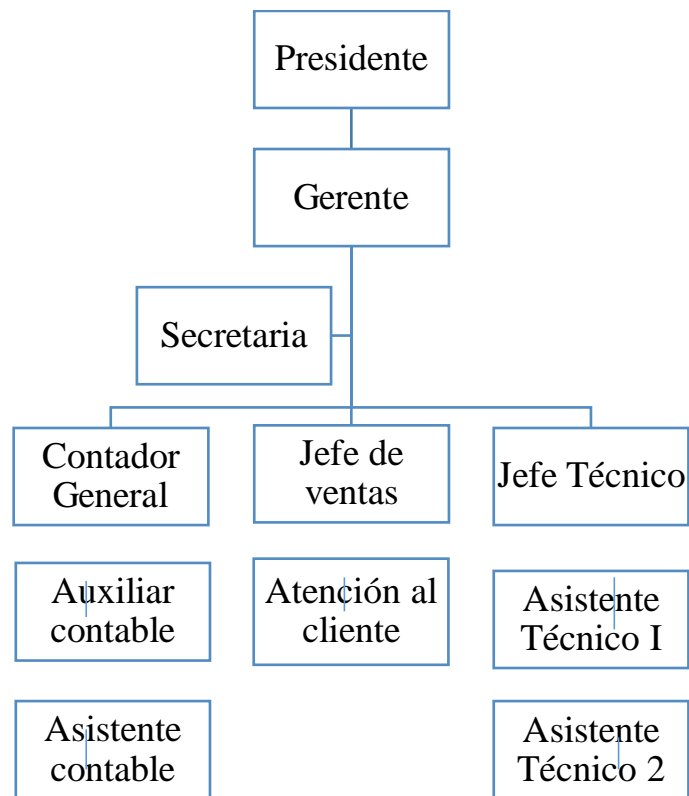 Presidente
Gerente
Secretaria
Contador
General
Jefe de
ventas
Jefe Técnico
Auxiliar
contable
Atención al
cliente
Asistente
Técnico I
Asistente
contable
Asistente
Técnico 2